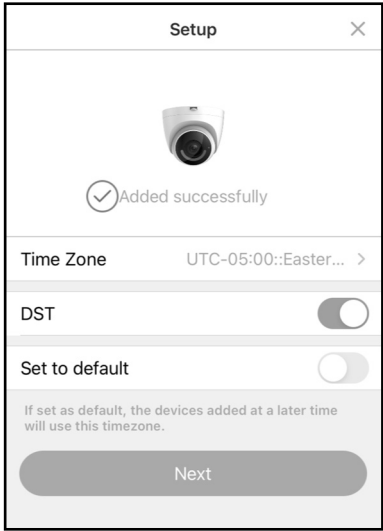 Setup
Added successfully
Time Zone UTC-05:00::Easter...
DST
Set to default
If set as default, the devices added at a later time
will use this timezone.
Next